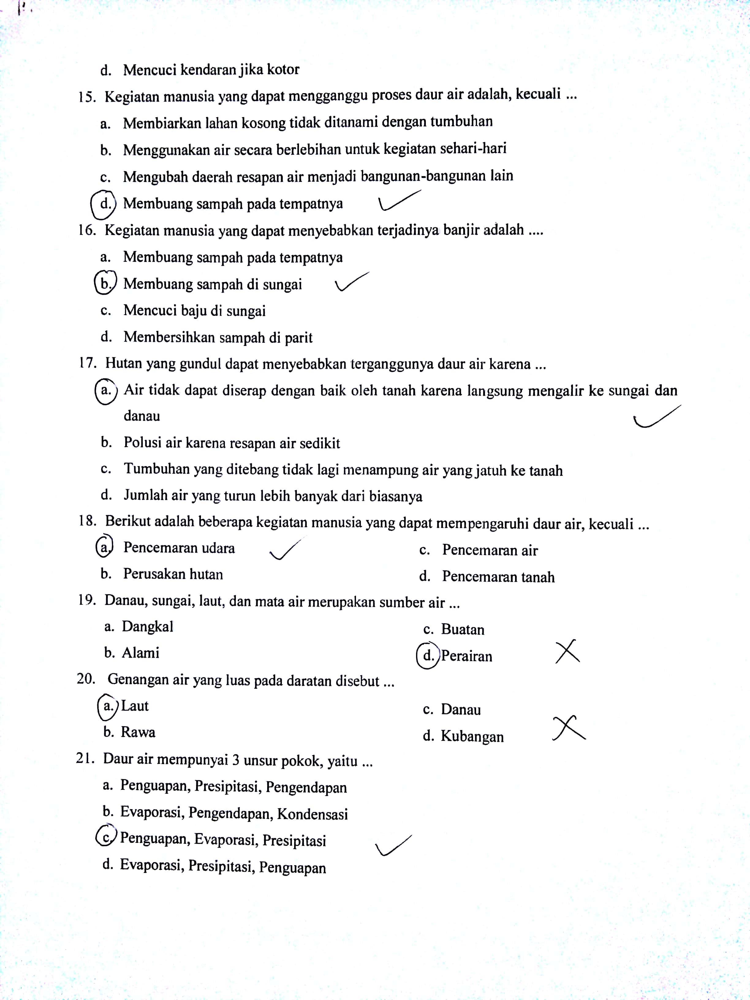 d. Mencuci kendaran jika kotor
15. Kegiatan manusia yang dapat mengganggu proses daur air adalah, kecuali ...
a. Membiarkan lahan kosong tidak ditanami dengan tumbuhan
b. Menggunakan air secara berlebihan untuk kegiatan sehari-hari
c. Mengubah daerah resapan air menjadi bangunan-bangunan lain
d. Membuang sampah pada tempatnya
16. Kegiatan manusia yang dapat menyebabkan terjadinya banjir adalah ....
a. Membuang sampah pada tempatnya
b. Membuang sampah di sungai
c. Mencuci baju di sungai
d. Membersihkan sampah di parit
17. Hutan yang gundul dapat menyebabkan terganggunya daur air karena ...
a. Air tidak dapat diserap dengan baik oleh tanah karena langsung mengalir ke sungai dan
danau
b. Polusi air karena resapan air sedikit
c. Tumbuhan yang ditebang tidak lagi menampung air yang jatuh ke tanah
d. Jumlah air yang turun lebih banyak dari biasanya
18. Berikut adalah beberapa kegiatan manusia yang dapat mempengaruhi daur air, kecuali ...
a. Pencemaran udara c. Pencemaran air
b. Perusakan hutan d. Pencemaran tanah
19. Danau, sungai, laut, dan mata air merupakan sumber air ...
a. Dangkal c. Buatan
b. Alami d. Perairan
20. Genangan air yang luas pada daratan disebut ...
a. Laut c. Danau
b. Rawa d. Kubangan
21. Daur air mempunyai 3 unsur pokok, yaitu ...
a. Penguapan, Presipitasi, Pengendapan
b. Evaporasi, Pengendapan, Kondensasi
c. Penguapan, Evaporasi, Presipitasi
d. Evaporasi, Presipitasi, Penguapan